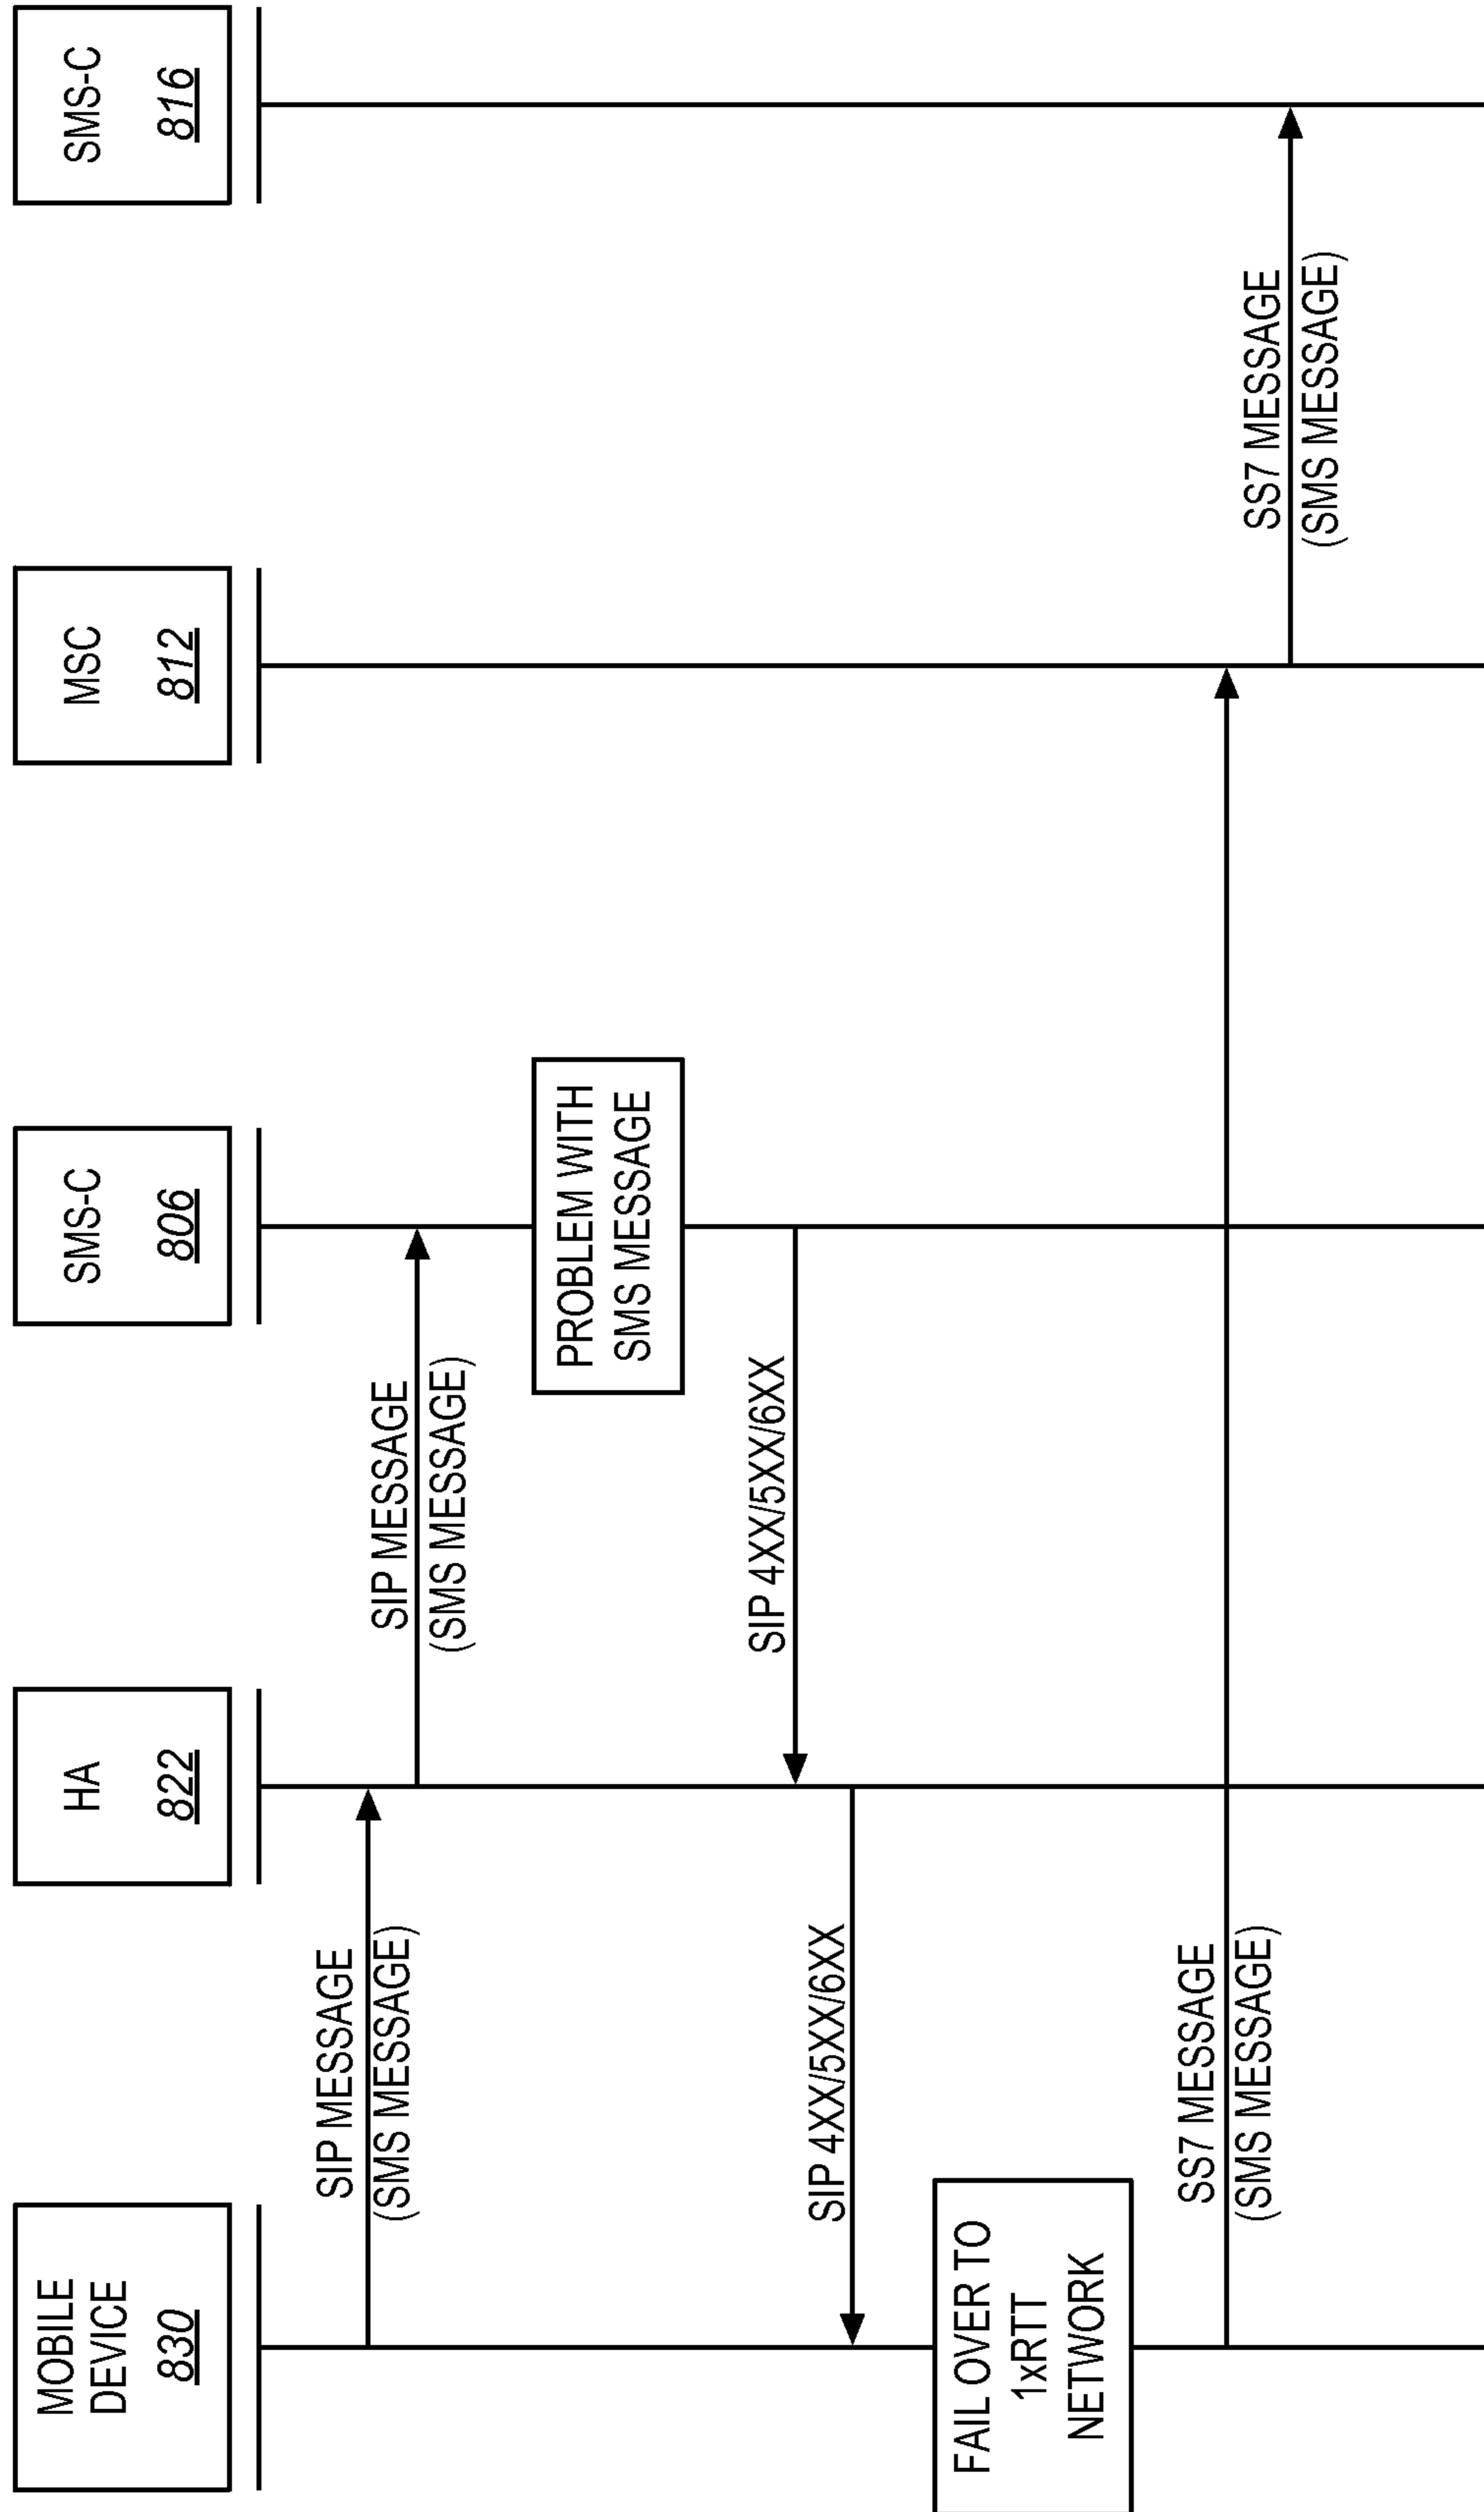 MOBILE
DEVICE
830
HA
822
SMS-C
806
MSC
812
SMS-C
816
SIP MESSAGE
(SMS MESSAGE)
SIP MESSAGE
(SMS MESSAGE)
PROBLEM WITH
SMS MESSAGE
SIP 4XX/5XX/6XX
SIP 4XX/5XX/6XX
FAIL OVER TO
1xRTT
NETWORK
SS7 MESSAGE
(SMS MESSAGE)
SS7 MESSAGE
(SMS MESSAGE)